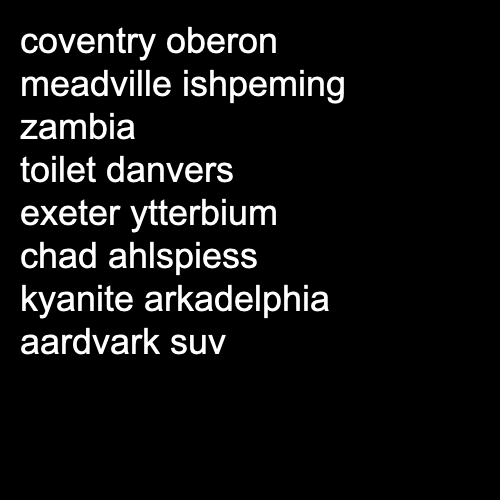 coventry oberon
meadville ishpeming
zambia
toilet danvers
exeter ytterbium
chad ahlspiess
kyanite arkadelphia
aardvark suv